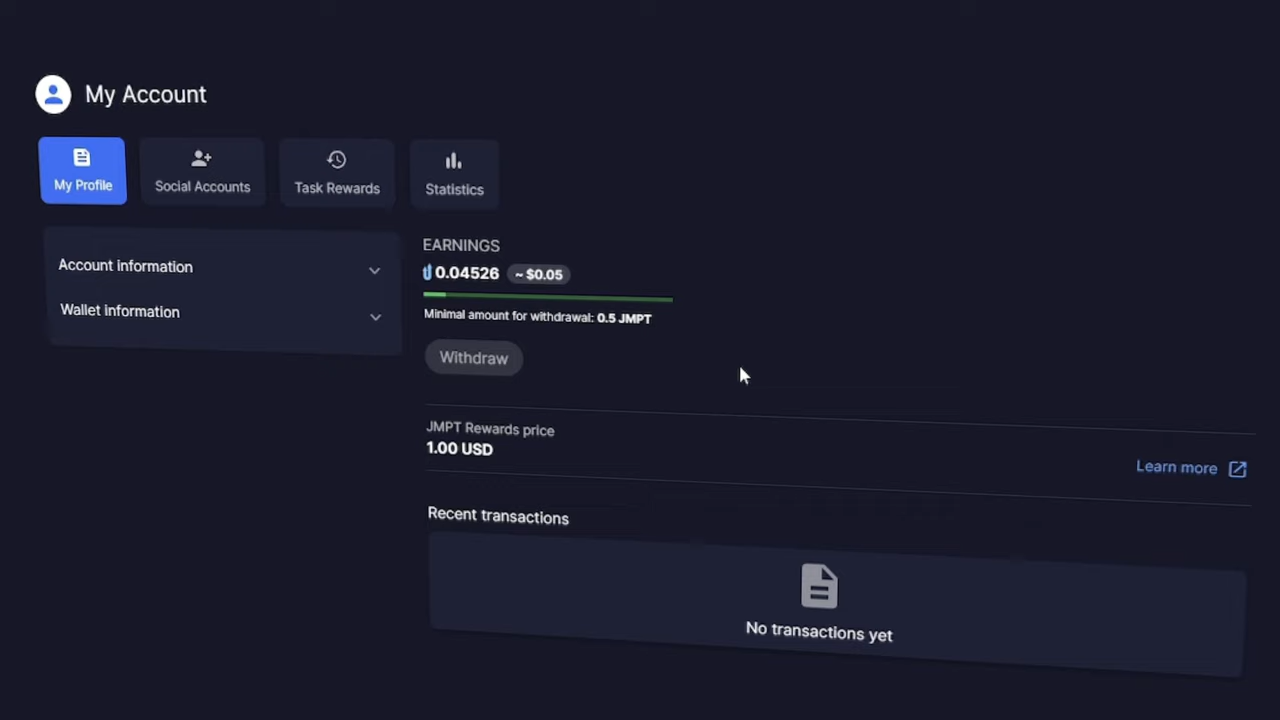 My Account
My Profile
Social Accounts
Task Rewards
Statistics
Account information
Wallet information
EARNINGS
0.04526 ~ $0.05
Minimal amount for withdrawal: 0.5 JMPT
Withdraw
JMPT Rewards price
1.00 USD
Learn more
Recent transactions
No transactions yet